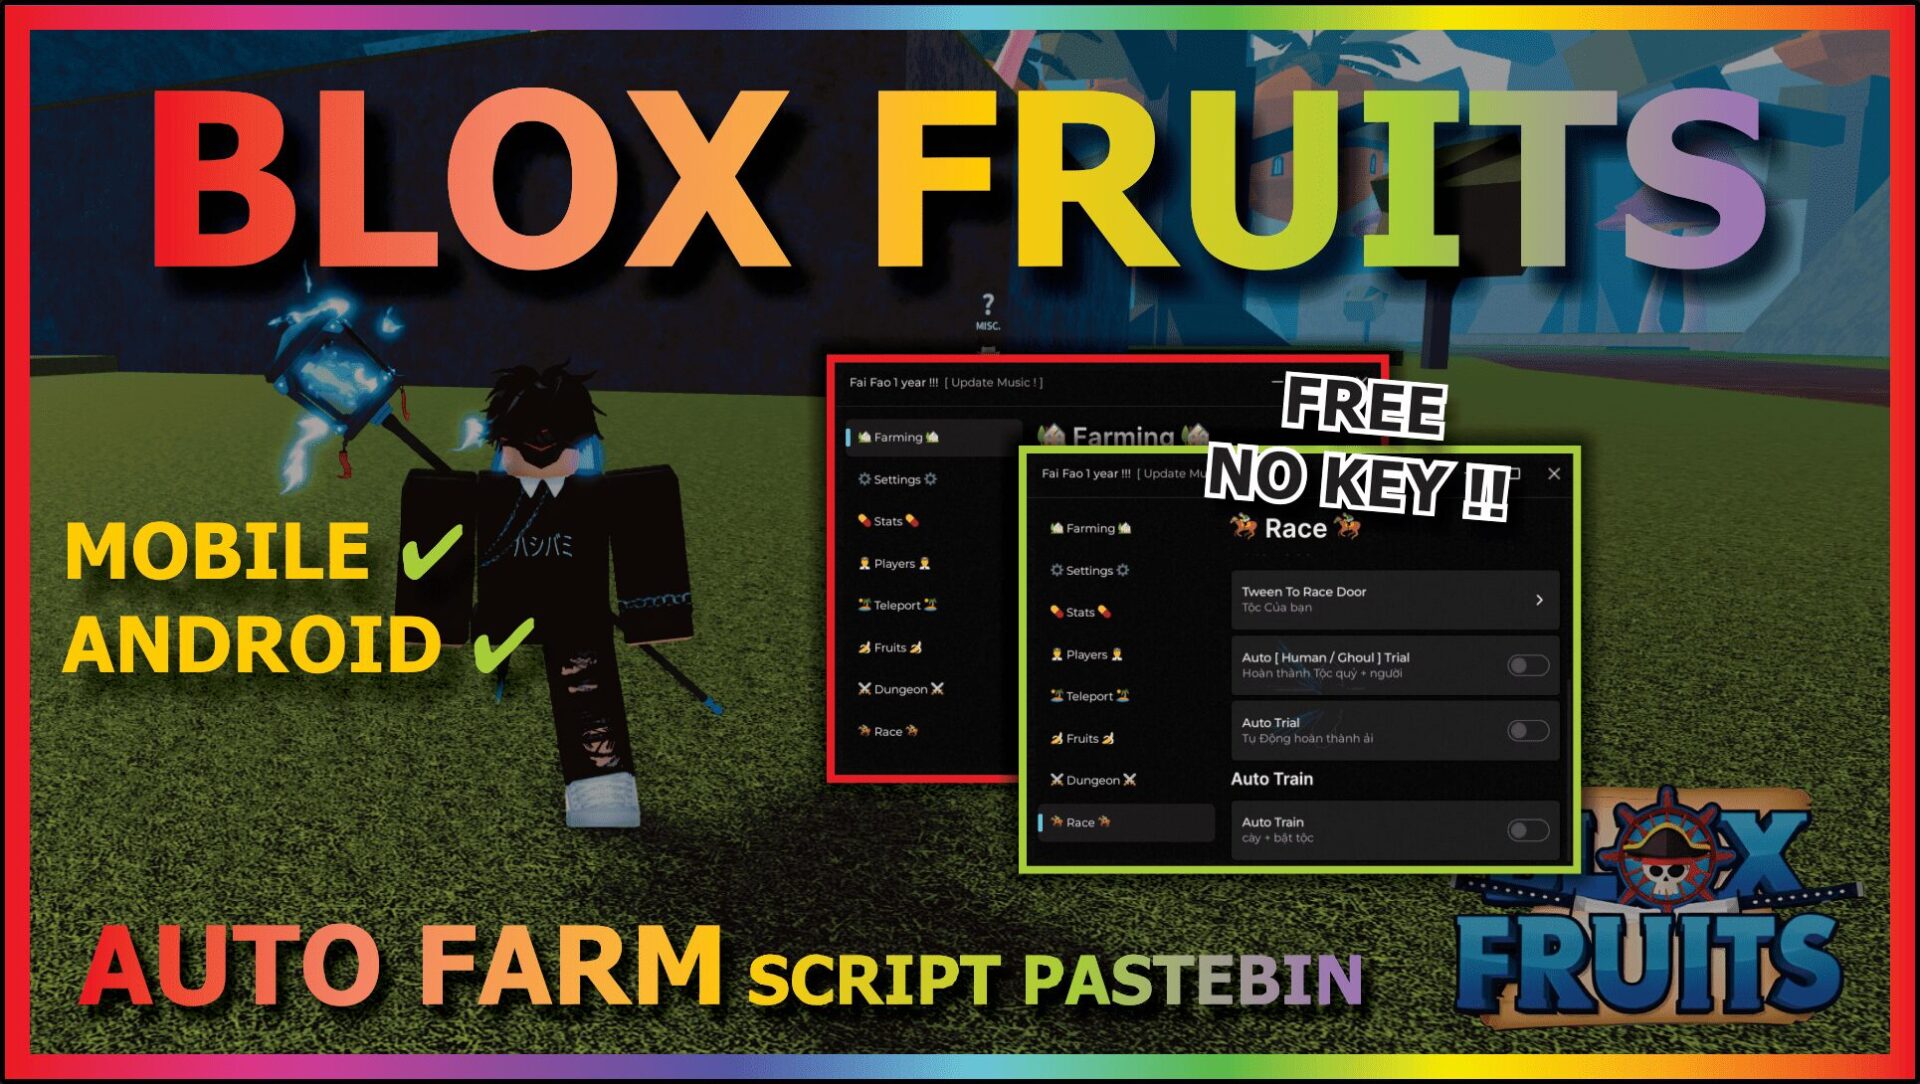 BLOX FRUITS
?
MISC.
MOBILE ✔
ANDROID ✔
ハシバミ
Fai Fao 1 year !!! [ Update Music ! ]
Farming
Settings
Stats
Players
Teleport
Fruits
Dungeon
Race
Farming
FREE
NO KEY !!
Fai Fao 1 year !!! [ Update Mu
Farming
Settings
Stats
Players
Teleport
Fruits
Dungeon
Race
Race
Tween To Race Door
Tộc Của bạn
Auto [ Human / Ghoul ] Trial
Hoàn thành Tộc quỷ + người
Auto Trial
Tụ Động hoàn thành ải
Auto Train
Auto Train
cày + bật tộc
AUTO FARM SCRIPT PASTEBIN
BLOX
FRUITS